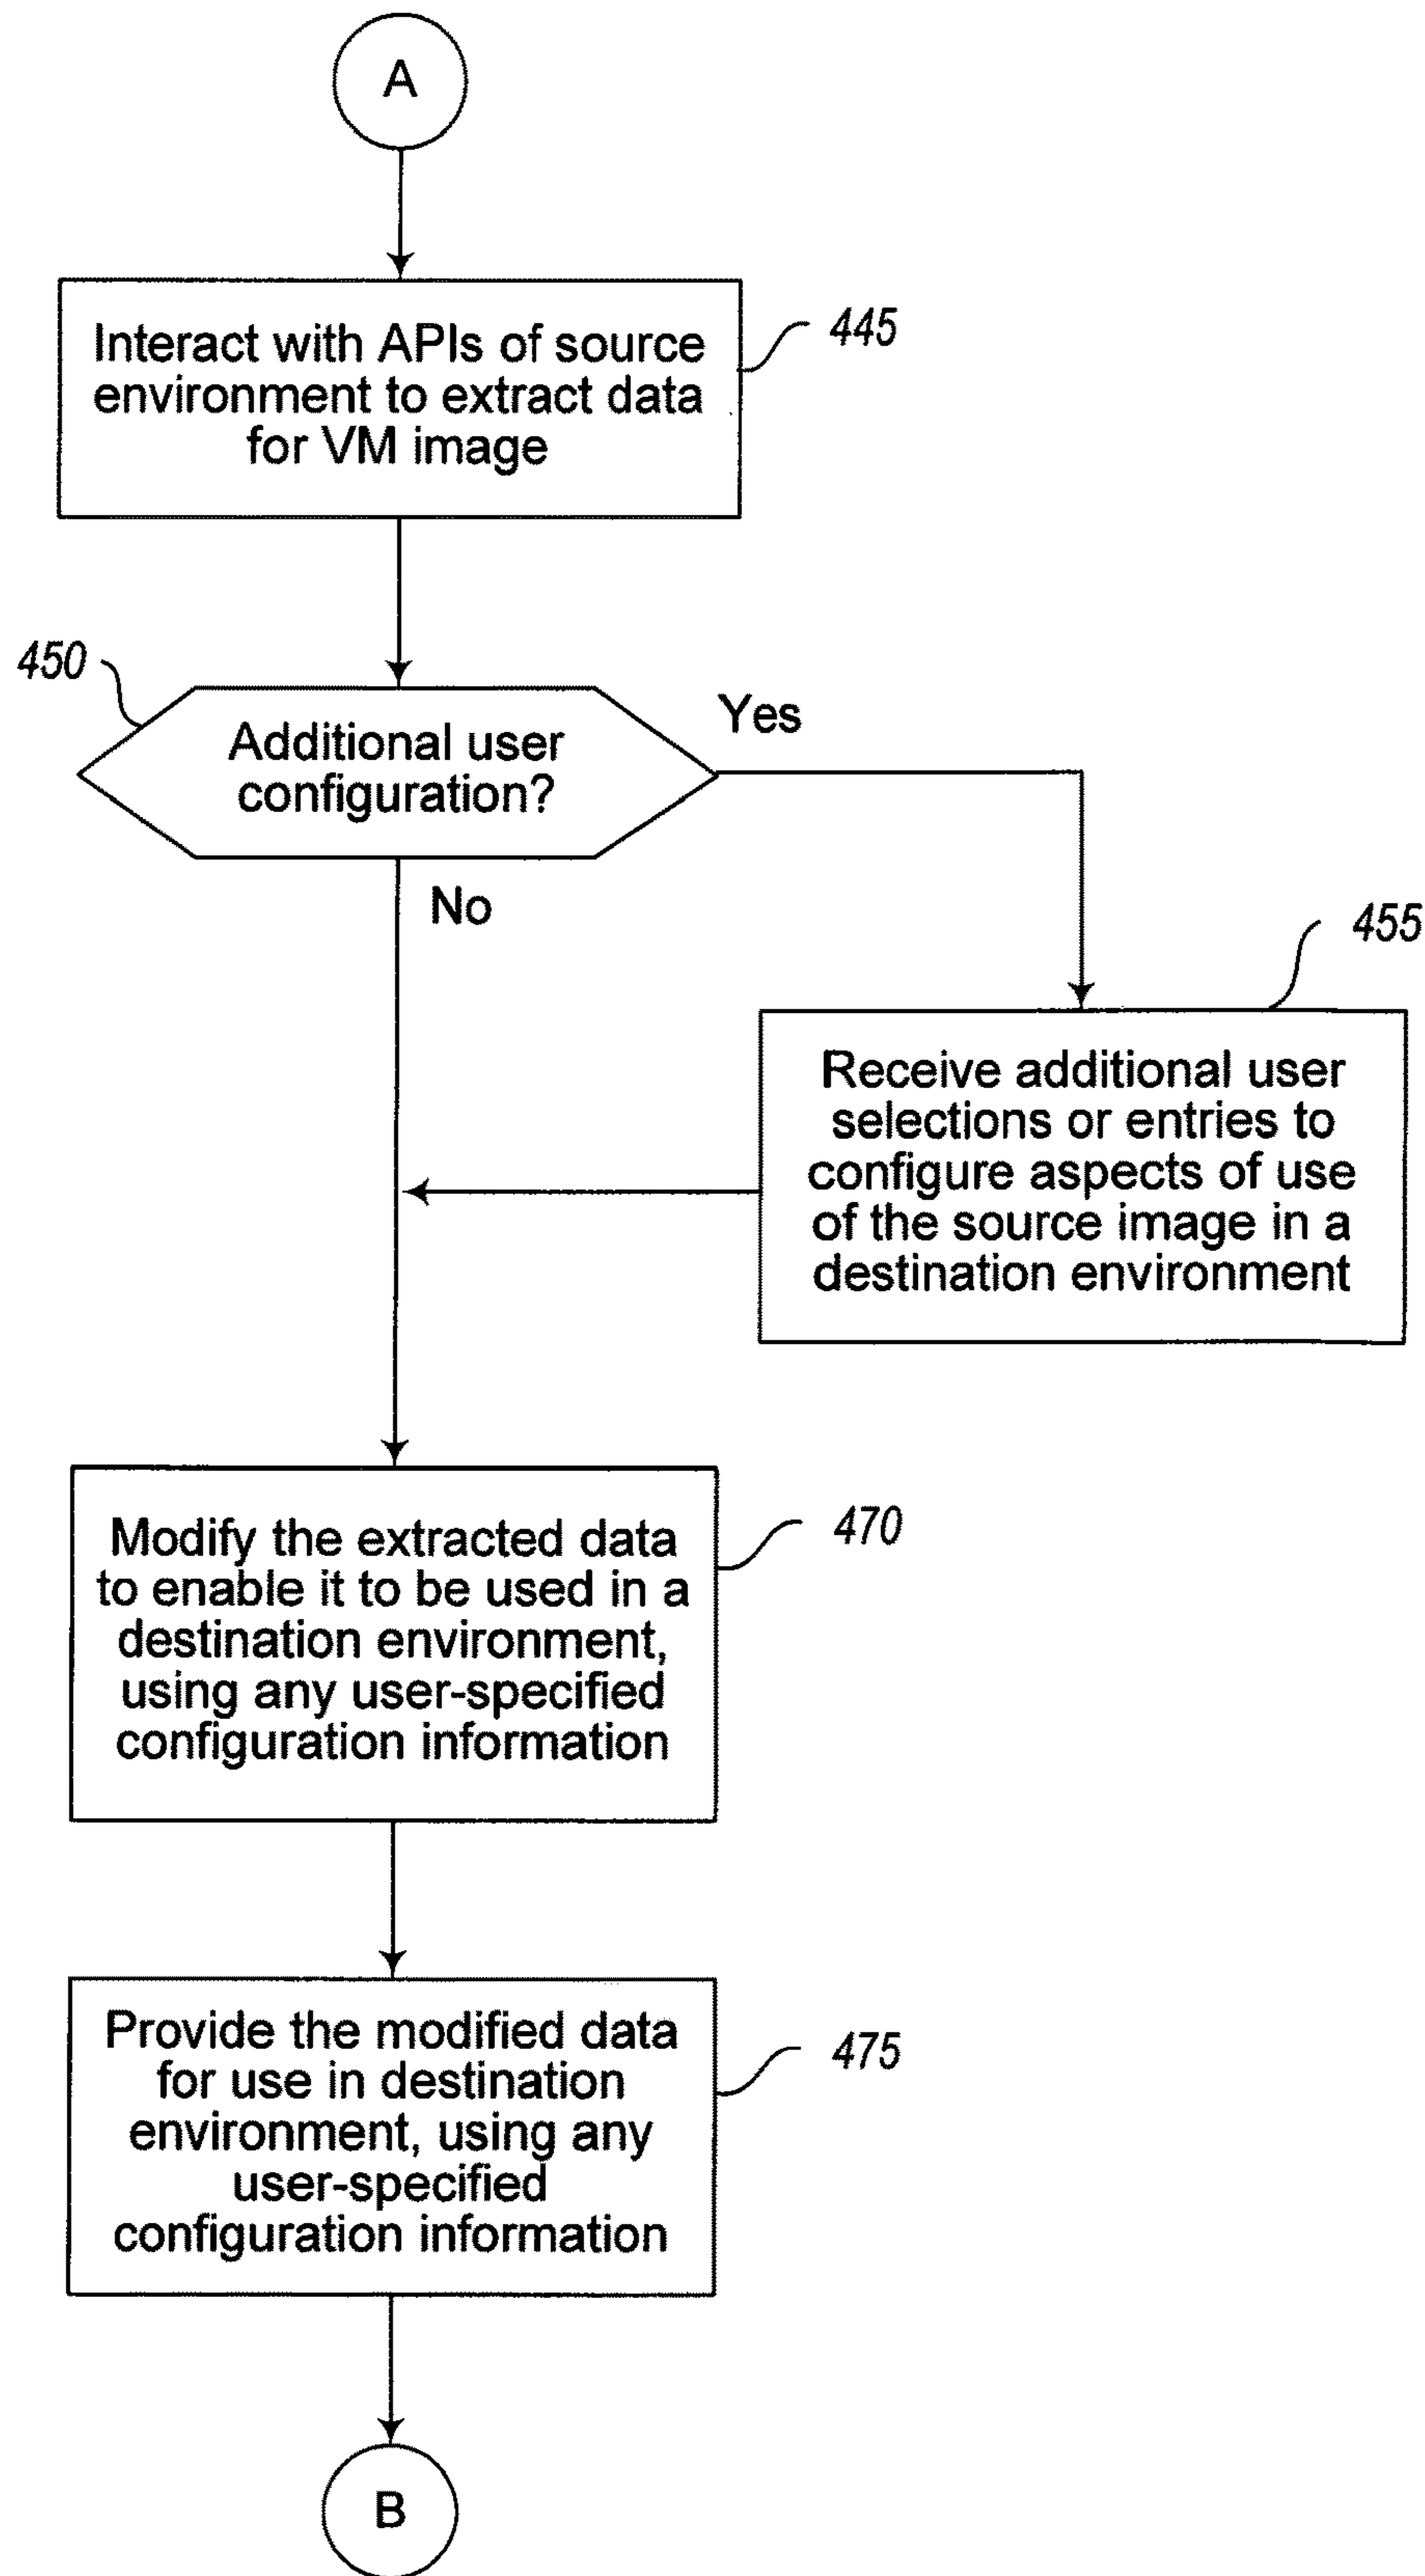 A
Interact with APIs of source
environment to extract data
for VM image
445
450
Additional user
configuration?
Yes
No
455
Receive additional user
selections or entries to
configure aspects of use
of the source image in a
destination environment
Modify the extracted data
to enable it to be used in a
destination environment,
using any user-specified
configuration information
470
Provide the modified data
for use in destination
environment, using any
user-specified
configuration information
475
B